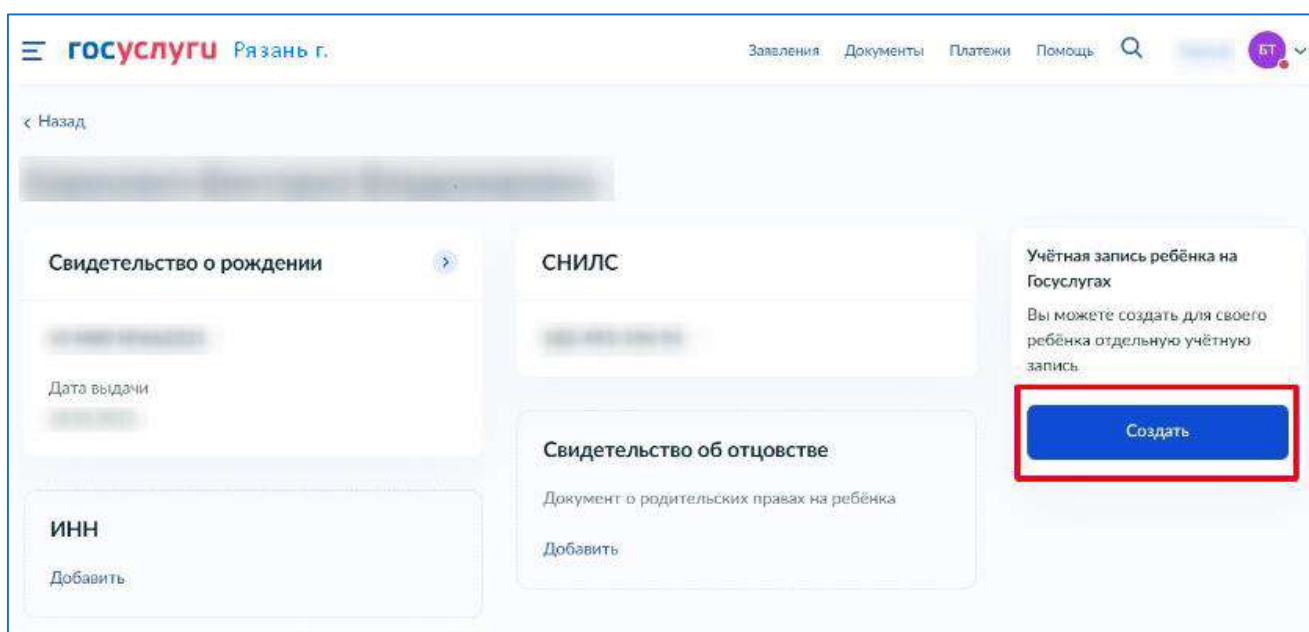 госуслуги Рязань г.
Заявления Документы Платежи Помощь БТ
Назад
Свидетельство о рождении
Дата выдачи
ИНН
Добавить
СНИЛС
Свидетельство об отцовстве
Документ о родительских правах на ребёнка
Добавить
Учётная запись ребёнка на
Госуслугах
Вы можете создать для своего
ребёнка отдельную учётную
запись
Создать